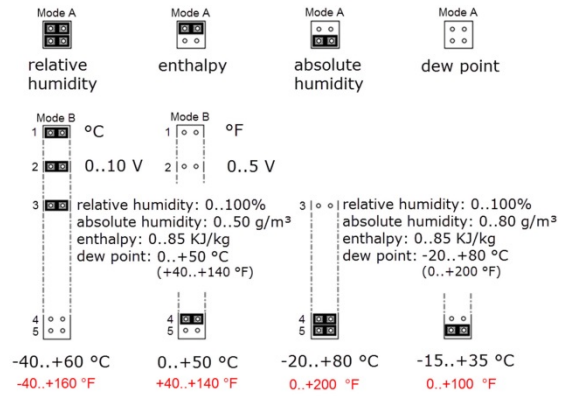 Mode A Mode A Mode A Mode A
relative humidity
enthalpy
absolute humidity
dew point
Mode B Mode B
1 °C 1 °F
2 0..10 V 2 0..5 V
3 relative humidity: 0..100%
absolute humidity: 0..50 g/m³
enthalpy: 0..85 KJ/kg
dew point: 0..+50 °C
(+40..+140 °F)
3 relative humidity: 0..100%
absolute humidity: 0..80 g/m³
enthalpy: 0..85 KJ/kg
dew point: -20..+80 °C
(0..+200 °F)
4 4 4
5 5 5
-40..+60 °C 0..+50 °C -20..+80 °C -15..+35 °C
-40..+160 °F +40..+140 °F 0..+200 °F 0..+100 °F